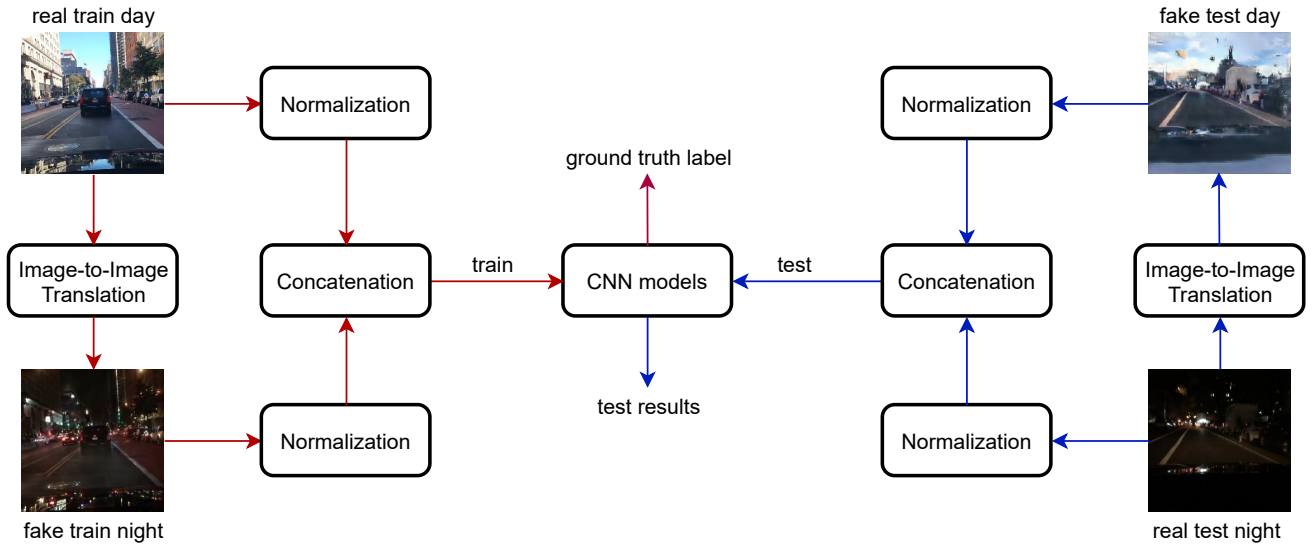 real train day
fake test day
Normalization
Normalization
ground truth label
Image-to-Image
Translation
Concatenation
train
CNN models
test
Concatenation
Image-to-Image
Translation
test results
Normalization
Normalization
fake train night
real test night